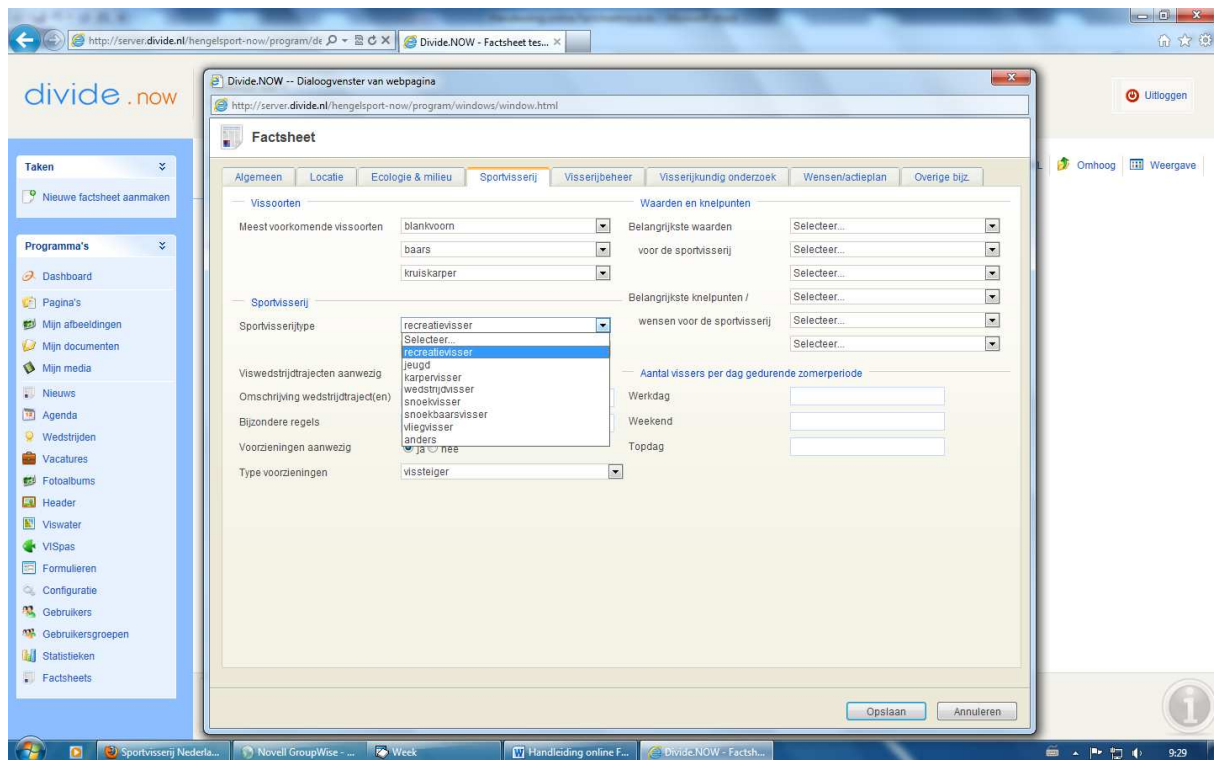 http://server.divide.nl/hengelsport-now/program/de
Divide.NOW - Factsheet tes...
divide . now
Uitloggen
Omhoog
Weergave
Taken
Nieuwe factsheet aanmaken
Programma's
Dashboard
Pagina's
Mijn afbeeldingen
Mijn documenten
Mijn media
Nieuws
Agenda
Wedstrijden
Vacatures
Fotoalbums
Header
Viswater
VISpas
Formulieren
Configuratie
Gebruikers
Gebruikersgroepen
Statistieken
Factsheets
Divide.NOW -- Dialoogvenster van webpagina
http://server.divide.nl/hengelsport-now/program/windows/window.html
Factsheet
Algemeen Locatie Ecologie & milieu Sportvisserij Visserijbeheer Visserijkundig onderzoek Wensen/actieplan Overige bijz.
Vissoorten
Meest voorkomende vissoorten blankvoorn
baars
kruiskarper
Sportvisserij
Sportvisserijtype recreatievisser
Selecteer...
recreatievisser
jeugd
karpervisser
wedstrijdvisser
snoekvisser
snoekbaarsvisser
vliegvisser
anders
Viswedstrijdtrajecten aanwezig
Omschrijving wedstrijdtraject(en)
Bijzondere regels
Voorzieningen aanwezig ja nee
Type voorzieningen vissteiger
Waarden en knelpunten
Belangrijkste waarden Selecteer...
voor de sportvisserij Selecteer...
Selecteer...
Belangrijkste knelpunten / Selecteer...
wensen voor de sportvisserij Selecteer...
Selecteer...
Aantal vissers per dag gedurende zomerperiode
Werkdag
Weekend
Topdag
Opslaan Annuleren
Sportvisserij Nederla... Novell GroupWise - ... Week Handleiding online F... Divide.NOW - Factsh... 9:29